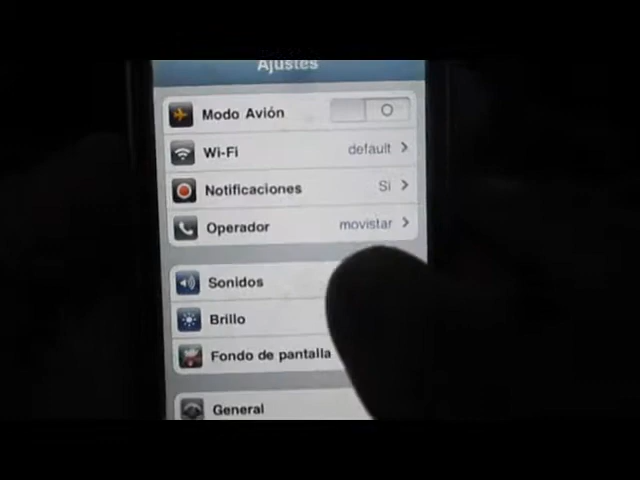 Ajustes
Modo Avión
Wi-Fi default
Notificaciones Sí
Operador movistar
Sonidos
Brillo
Fondo de pantalla
General